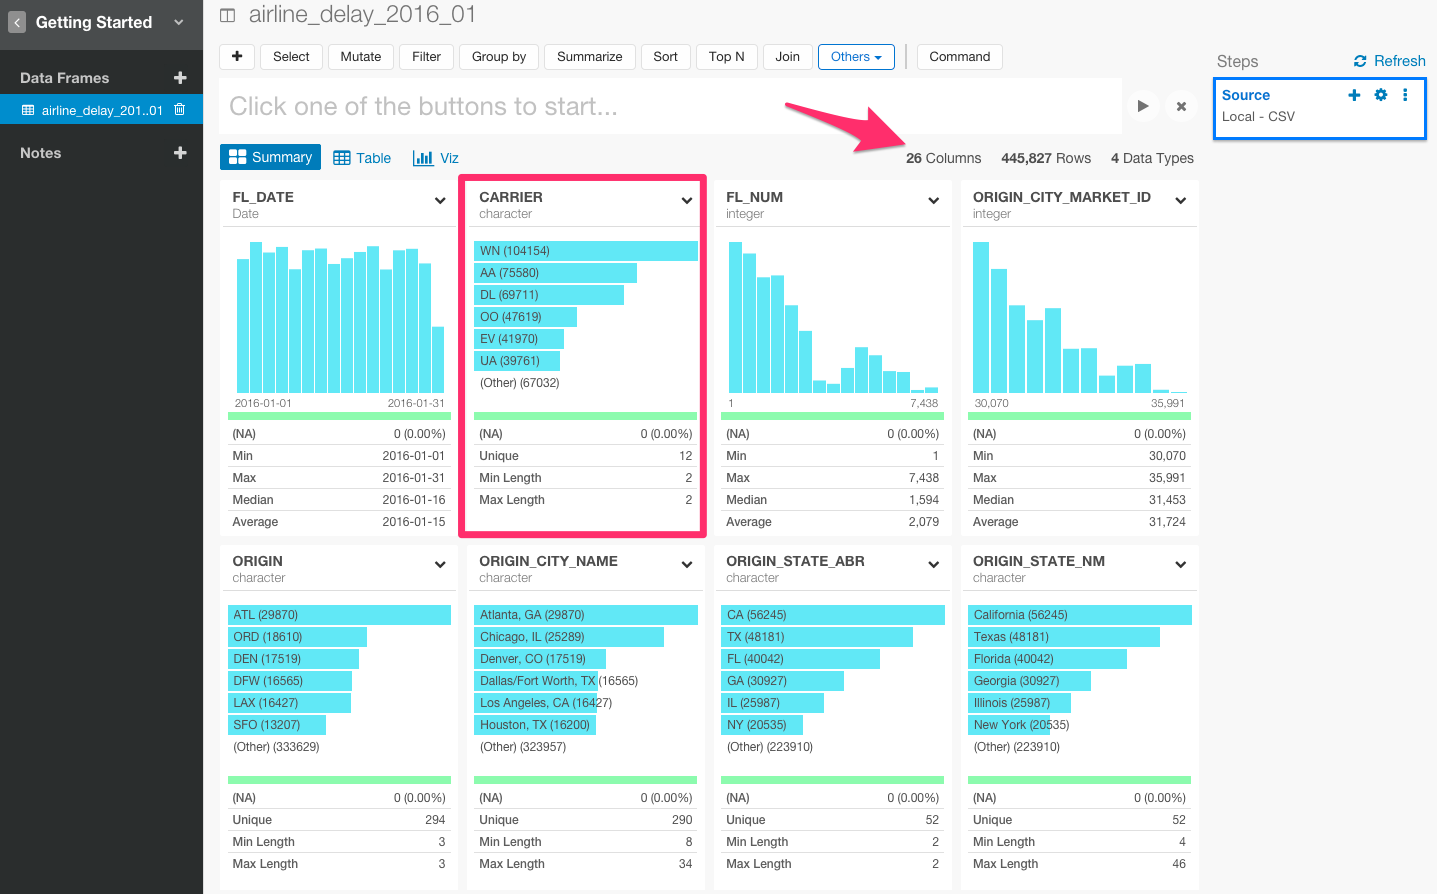 Getting Started
Data Frames
airline_delay_201..01
Notes
airline_delay_2016_01
Select Mutate Filter Group by Summarize Sort Top N Join Others Command
Click one of the buttons to start...
Summary Table Viz
26 Columns 445,827 Rows 4 Data Types
Steps Refresh
Source
Local - CSV
FL_DATE
Date
2016-01-01 2016-01-31
(NA) 0 (0.00%)
Min 2016-01-01
Max 2016-01-31
Median 2016-01-16
Average 2016-01-15
CARRIER
character
WN (104154)
AA (75580)
DL (69711)
OO (47619)
EV (41970)
UA (39761)
(Other) (67032)
(NA) 0 (0.00%)
Unique 12
Min Length 2
Max Length 2
FL_NUM
integer
1 7,438
(NA) 0 (0.00%)
Min 1
Max 7,438
Median 1,594
Average 2,079
ORIGIN_CITY_MARKET_ID
integer
30,070 35,991
(NA) 0 (0.00%)
Min 30,070
Max 35,991
Median 31,453
Average 31,724
ORIGIN
character
ATL (29870)
ORD (18610)
DEN (17519)
DFW (16565)
LAX (16427)
SFO (13207)
(Other) (333629)
(NA) 0 (0.00%)
Unique 294
Min Length 3
Max Length 3
ORIGIN_CITY_NAME
character
Atlanta, GA (29870)
Chicago, IL (25289)
Denver, CO (17519)
Dallas/Fort Worth, TX (16565)
Los Angeles, CA (16427)
Houston, TX (16200)
(Other) (323957)
(NA) 0 (0.00%)
Unique 290
Min Length 8
Max Length 34
ORIGIN_STATE_ABR
character
CA (56245)
TX (48181)
FL (40042)
GA (30927)
IL (25987)
NY (20535)
(Other) (223910)
(NA) 0 (0.00%)
Unique 52
Min Length 2
Max Length 2
ORIGIN_STATE_NM
character
California (56245)
Texas (48181)
Florida (40042)
Georgia (30927)
Illinois (25987)
New York (20535)
(Other) (223910)
(NA) 0 (0.00%)
Unique 52
Min Length 4
Max Length 46